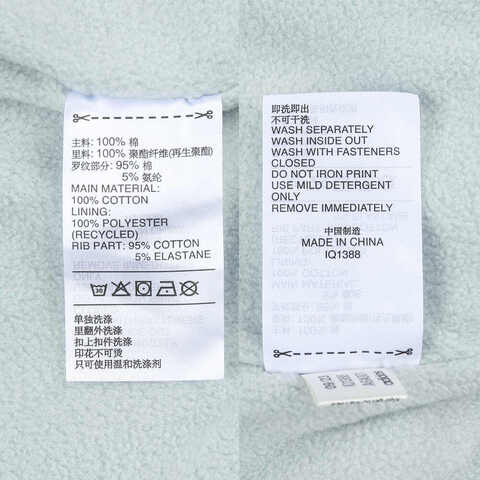 主料: 100% 棉
里料: 100% 聚酯纤维(再生聚酯)
罗纹部分: 95% 棉
5% 氨纶
MAIN MATERIAL:
100% COTTON
LINING:
100% POLYESTER
(RECYCLED)
RIB PART: 95% COTTON
5% ELASTANE
30
单独洗涤
里翻外洗涤
扣上扣件洗涤
印花不可烫
只可使用温和洗涤剂
即洗即出
不可干洗
WASH SEPARATELY
WASH INSIDE OUT
WASH WITH FASTENERS
CLOSED
DO NOT IRON PRINT
USE MILD DETERGENT
ONLY
REMOVE IMMEDIATELY
中国制造
MADE IN CHINA
IQ1388